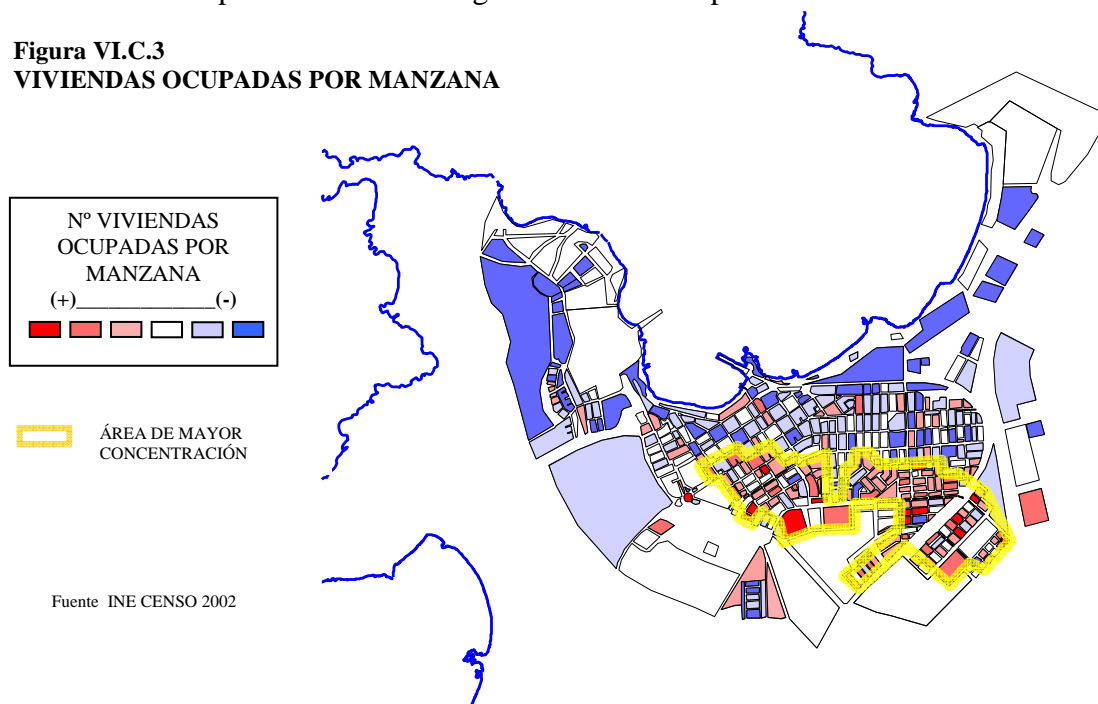 Figura VI.C.3
VIVIENDAS OCUPADAS POR MANZANA
Nº VIVIENDAS
OCUPADAS POR
MANZANA
(+)______________(-)
ÁREA DE MAYOR
CONCENTRACIÓN
Fuente INE CENSO 2002